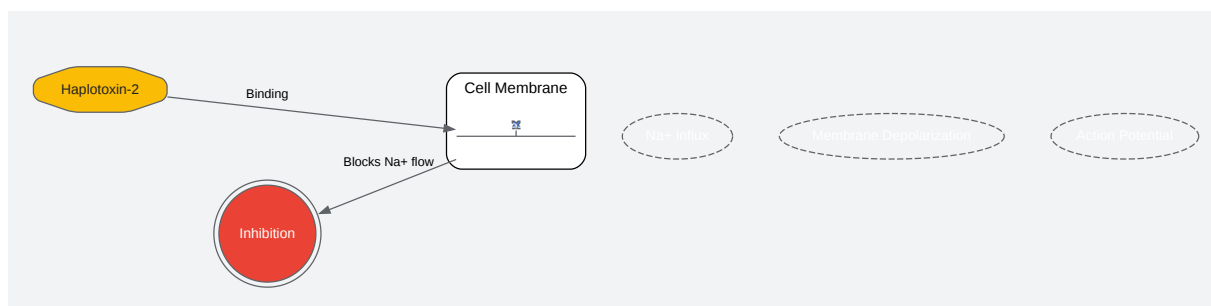 Haplotoxin-2
Binding
Cell Membrane
Blocks Na+ flow
Inhibition
Na+ Influx
Membrane Depolarization
Action Potential